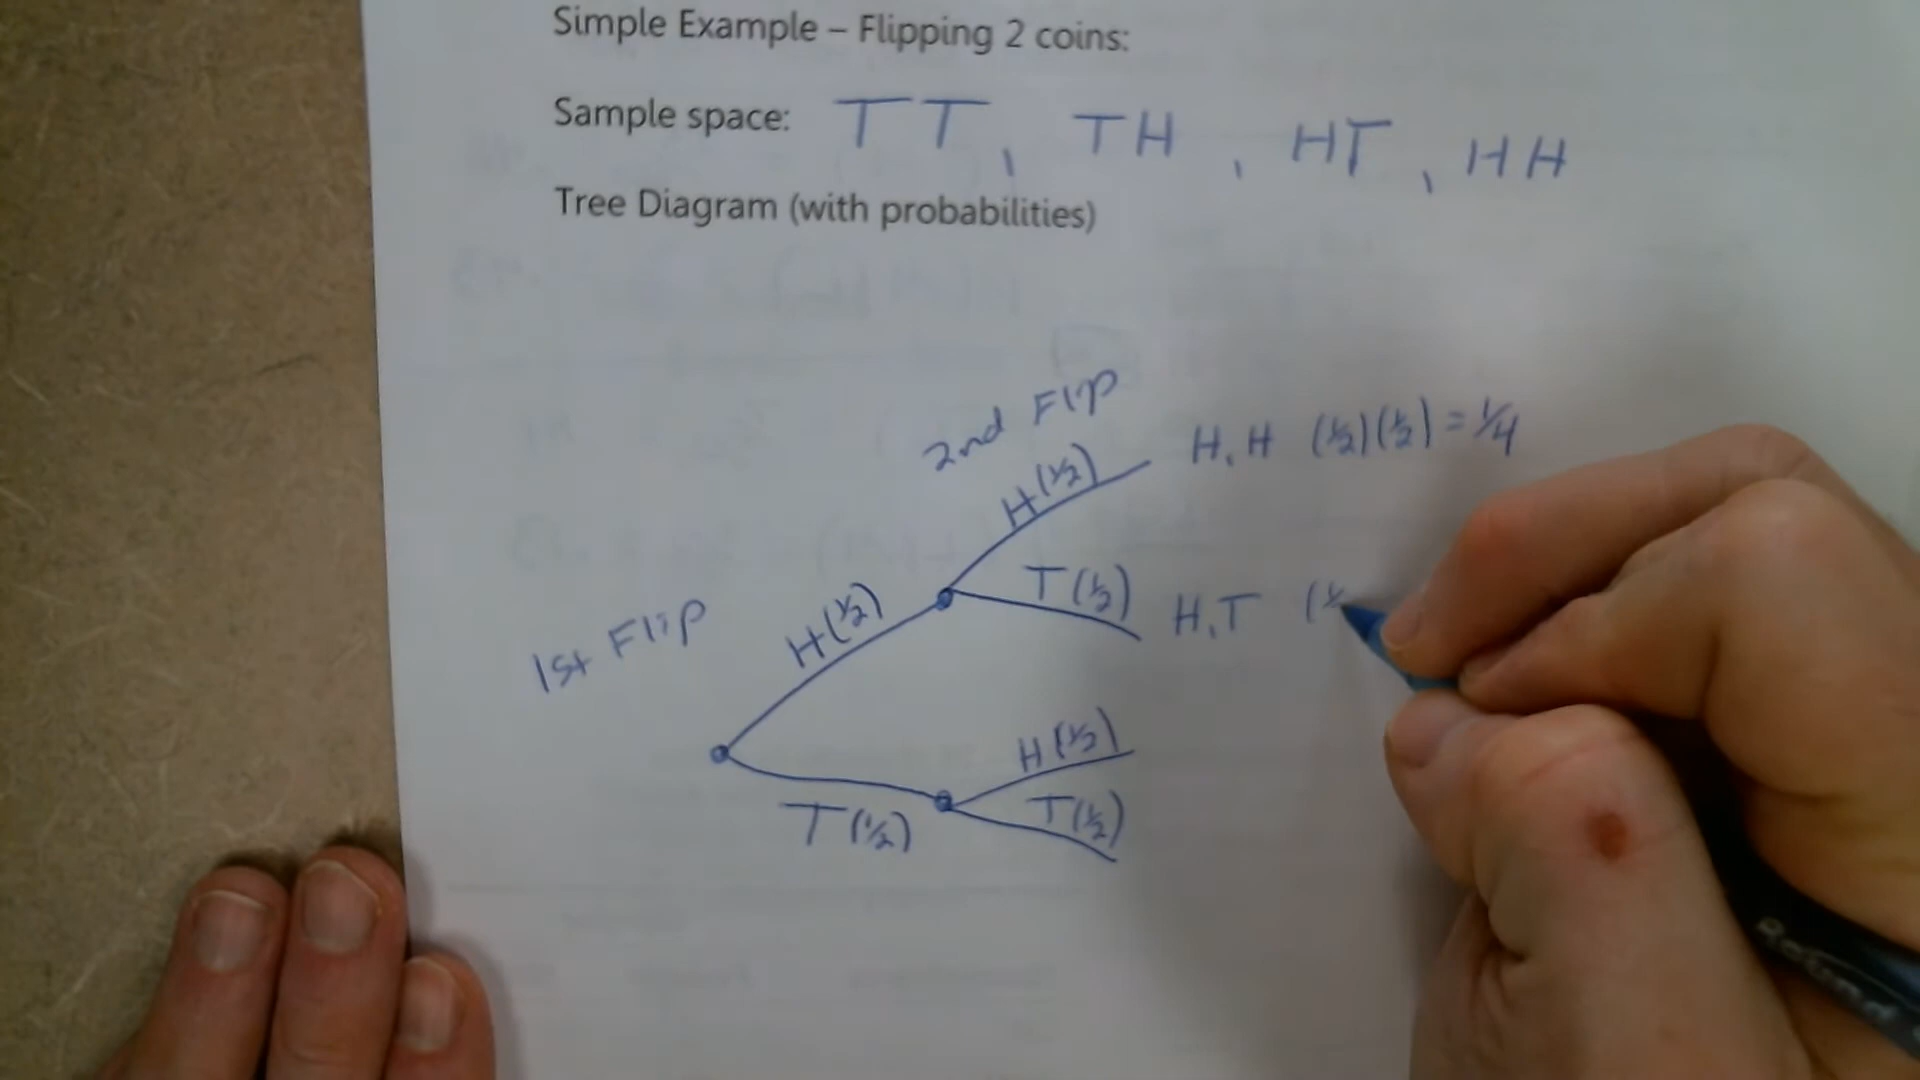 Simple Example – Flipping 2 coins:
Sample space: TT, TH, HT, HH
Tree Diagram (with probabilities)
2nd Flip
H(1/2) H,H (1/2)(1/2) = 1/4
1st Flip
H(1/2)
T(1/2) H,T (1/
H(1/2)
T(1/2)
T(1/2)